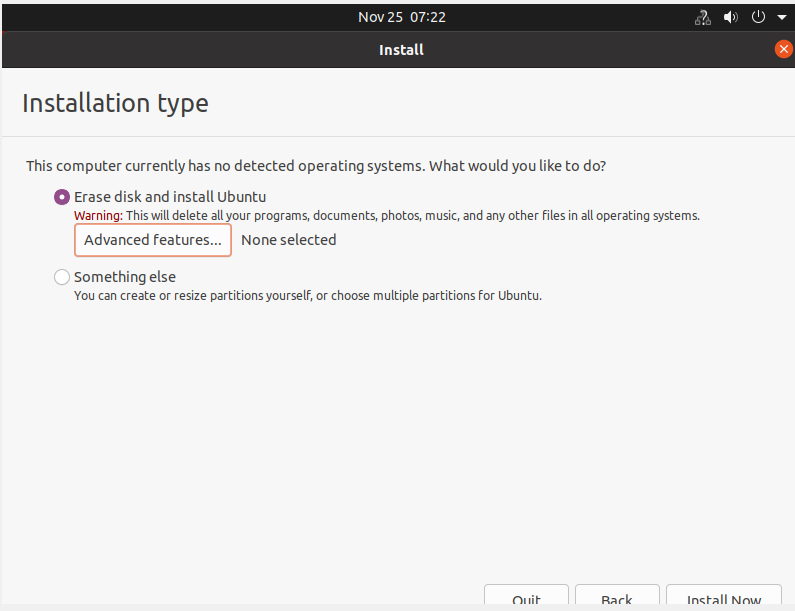 Nov 25 07:22
Install
Installation type
This computer currently has no detected operating systems. What would you like to do?
Erase disk and install Ubuntu
Warning: This will delete all your programs, documents, photos, music, and any other files in all operating systems.
Advanced features... None selected
Something else
You can create or resize partitions yourself, or choose multiple partitions for Ubuntu.
Quit Back Install Now